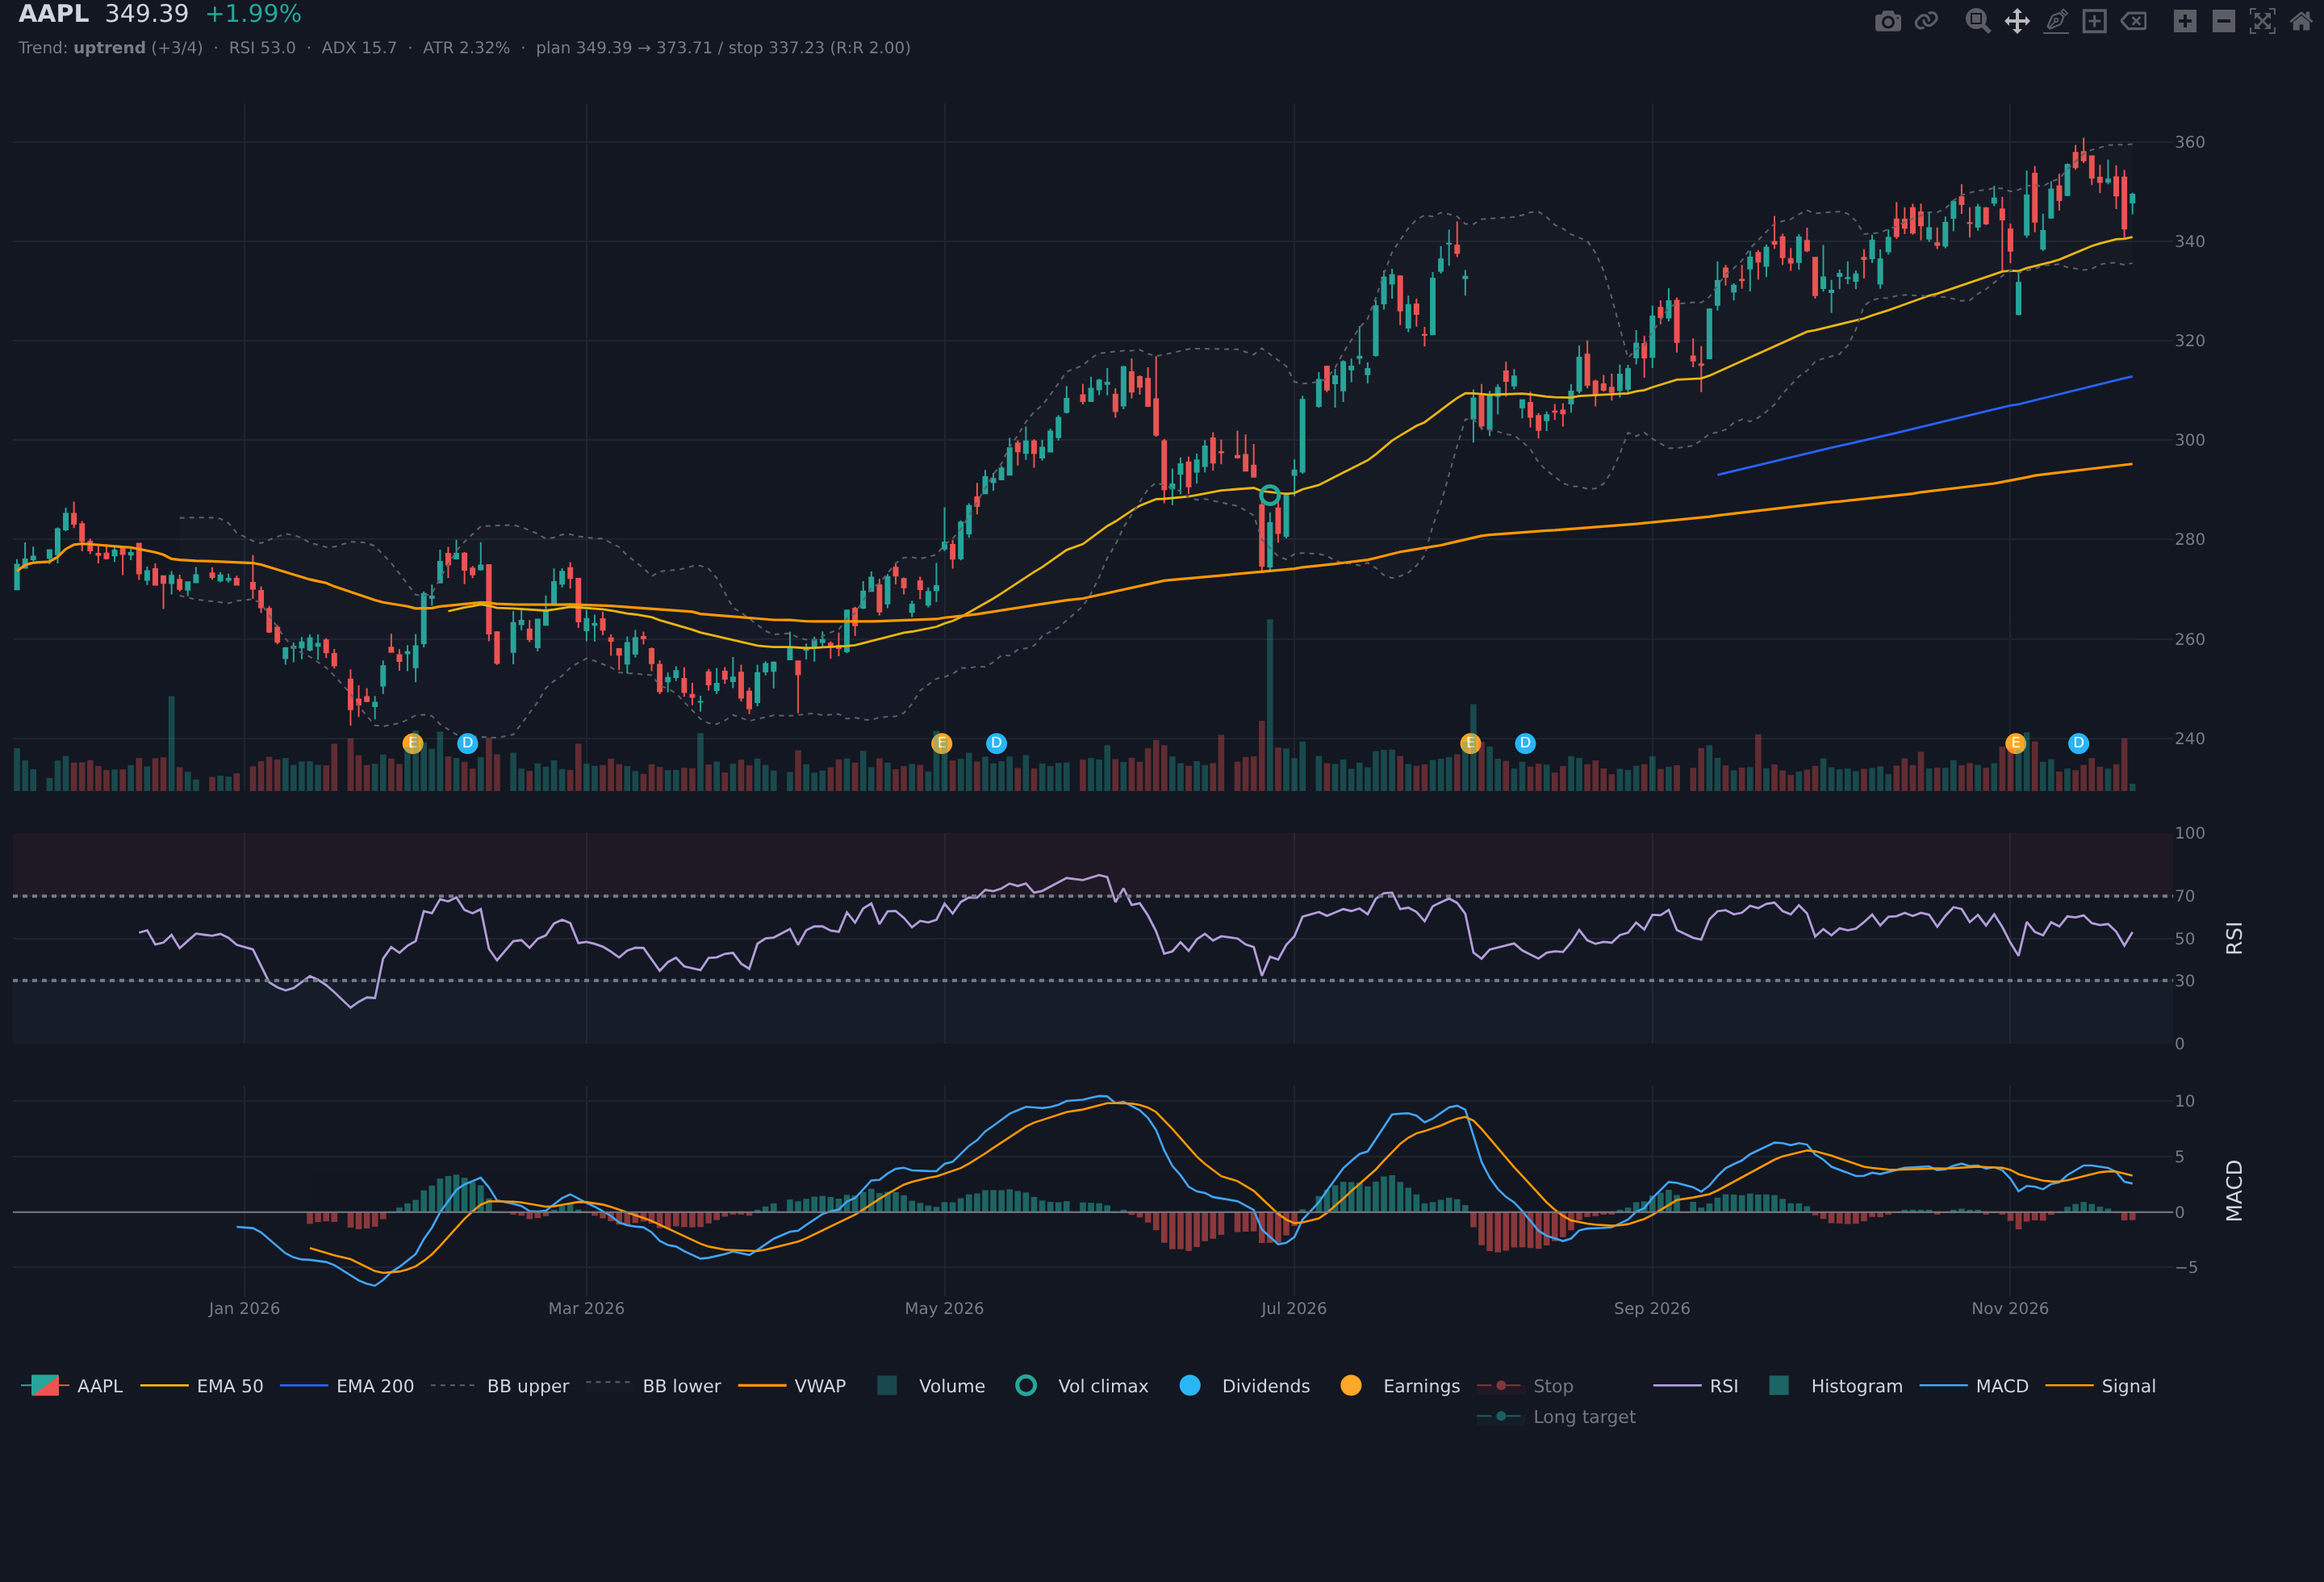 AAPL 349.39 +1.99%
Trend: uptrend (+3/4) · RSI 53.0 · ADX 15.7 · ATR 2.32% · plan 349.39 → 373.71 / stop 337.23 (R:R 2.00)
360
340
320
300
280
260
240
E D E D E D E D
100
70
50
30
0
RSI
10
5
0
−5
MACD
Jan 2026 Mar 2026 May 2026 Jul 2026 Sep 2026 Nov 2026
AAPL EMA 50 EMA 200 BB upper BB lower VWAP Volume Vol climax Dividends Earnings Stop RSI Histogram MACD Signal
Long target